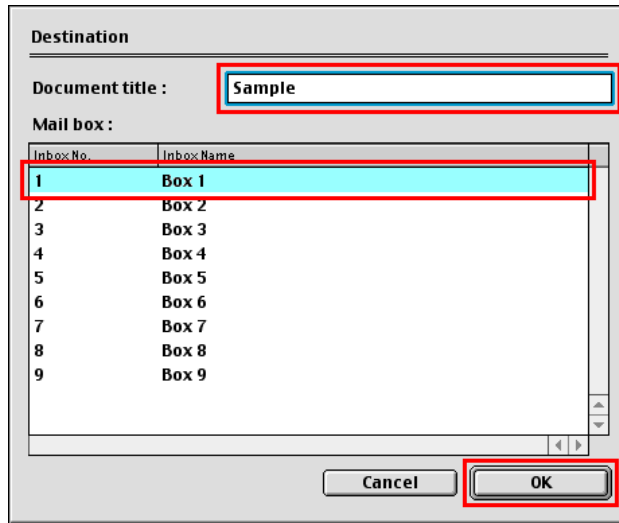 Destination
Document title : Sample
Mail box :
Inbox No. Inbox Name
1 Box 1
2 Box 2
3 Box 3
4 Box 4
5 Box 5
6 Box 6
7 Box 7
8 Box 8
9 Box 9
Cancel OK